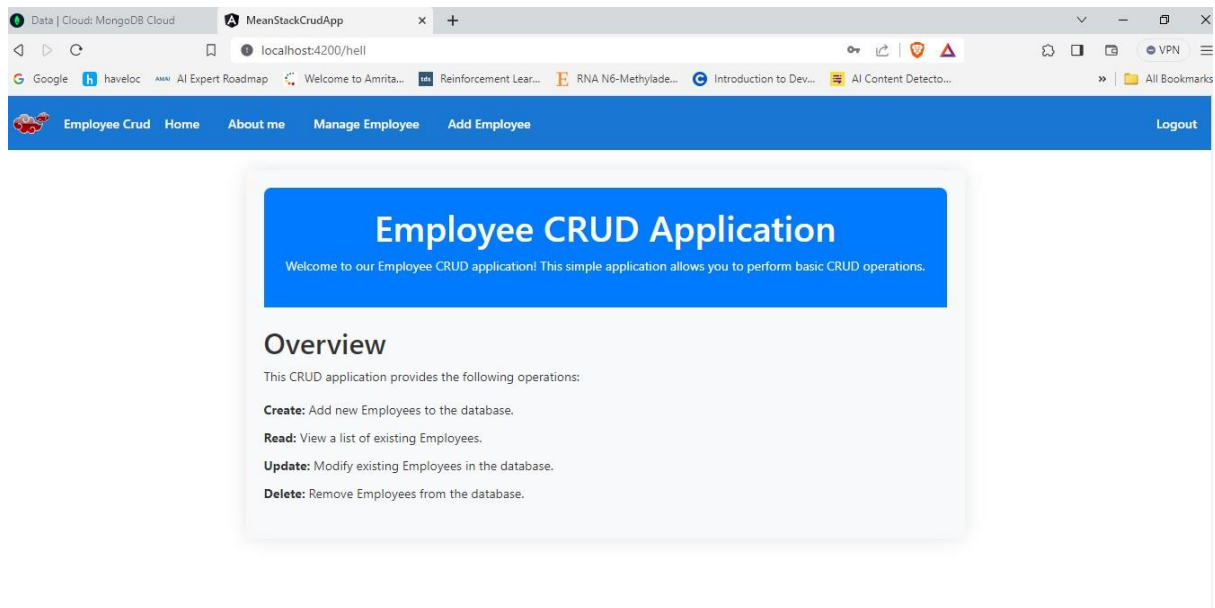 Data | Cloud: MongoDB Cloud
MeanStackCrudApp
localhost:4200/hell
VPN
Google
haveloc
AI Expert Roadmap
Welcome to Amrita...
tds
Reinforcement Lear...
RNA N6-Methylade...
Introduction to Dev...
AI Content Detecto...
All Bookmarks
Employee Crud Home About me Manage Employee Add Employee Logout
Employee CRUD Application
Welcome to our Employee CRUD application! This simple application allows you to perform basic CRUD operations.
Overview
This CRUD application provides the following operations:
Create: Add new Employees to the database.
Read: View a list of existing Employees.
Update: Modify existing Employees in the database.
Delete: Remove Employees from the database.